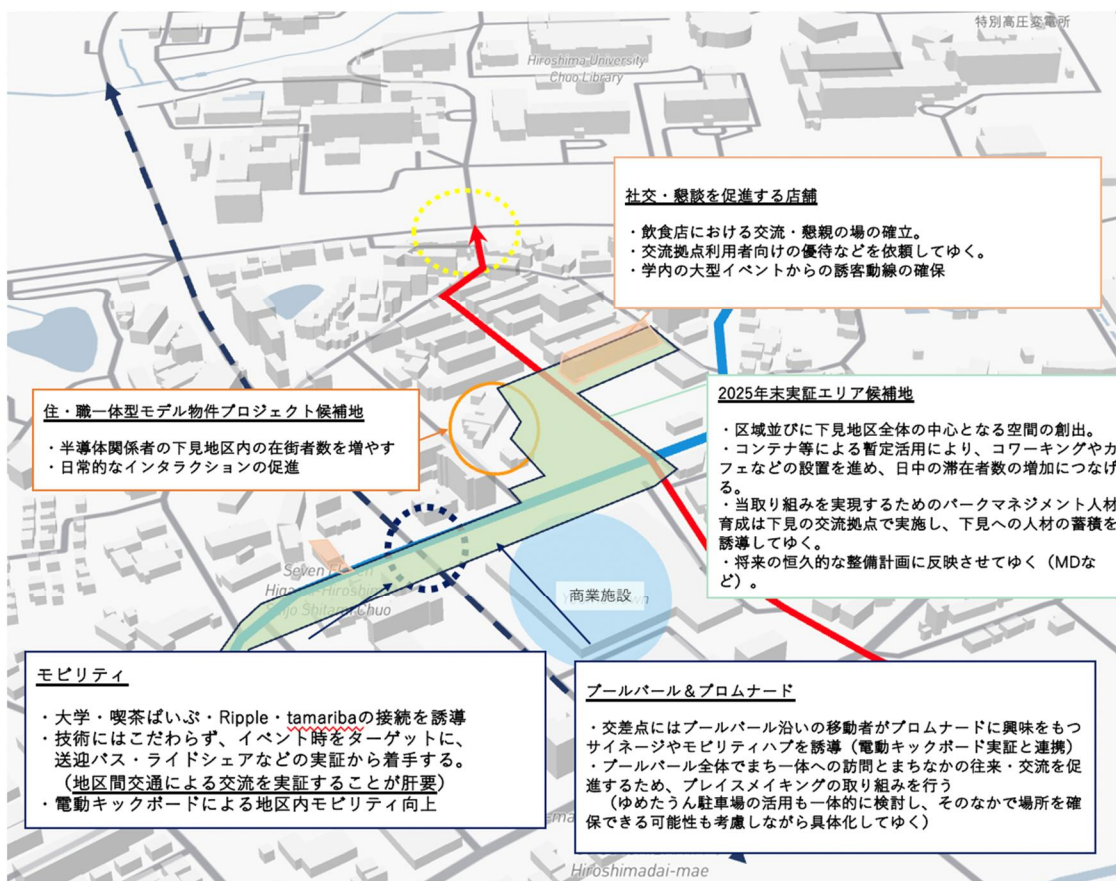 特別高圧変電所
Hiroshima University
Chuo Library
社交・懇談を促進する店舗
・飲食店における交流・懇親の場の確立。
・交流拠点利用者向けの優待などを依頼してゆく。
・学内の大型イベントからの誘客動線の確保
住・職一体型モデル物件プロジェクト候補地
・半導体関係者の下見地区内の在街者数を増やす
・日常的なインタラクションの促進
2025年末実証エリア候補地
・区域並びに下見地区全体の中心となる空間の創出。
・コンテナ等による暫定活用により、コワーキングやカ
フェなどの設置を進め、日中の滞在者数の増加につなげ
る。
・当取り組みを実現するためのパークマネジメント人材
育成は下見の交流拠点で実施し、下見への人材の蓄積を
誘導してゆく。
・将来の恒久的な整備計画に反映させてゆく（MDな
ど）。
Seven
Shitami Chuo
商業施設
モビリティ
・大学・喫茶ぱいぷ・Ripple・tamaribaの接続を誘導
・技術にはこだわらず、イベント時をターゲットに、
送迎バス・ライドシェアなどの実証から着手する。
（地区間交通による交流を実証することが肝要）
・電動キックボードによる地区内モビリティ向上
ブールバール＆プロムナード
・交差点にはブールバール沿いの移動者がプロムナードに興味をもつ
サイネージやモビリティハブを誘導（電動キックボード実証と連携）
・ブールバール全体でまち一体への訪問とまちなかの往来・交流を促
進するため、プレイスメイキングの取り組みを行う
（ゆめたうん駐車場の活用も一体的に検討し、そのなかで場所を確
保できる可能性も考慮しながら具体化してゆく）
Hiroshimadai-mae